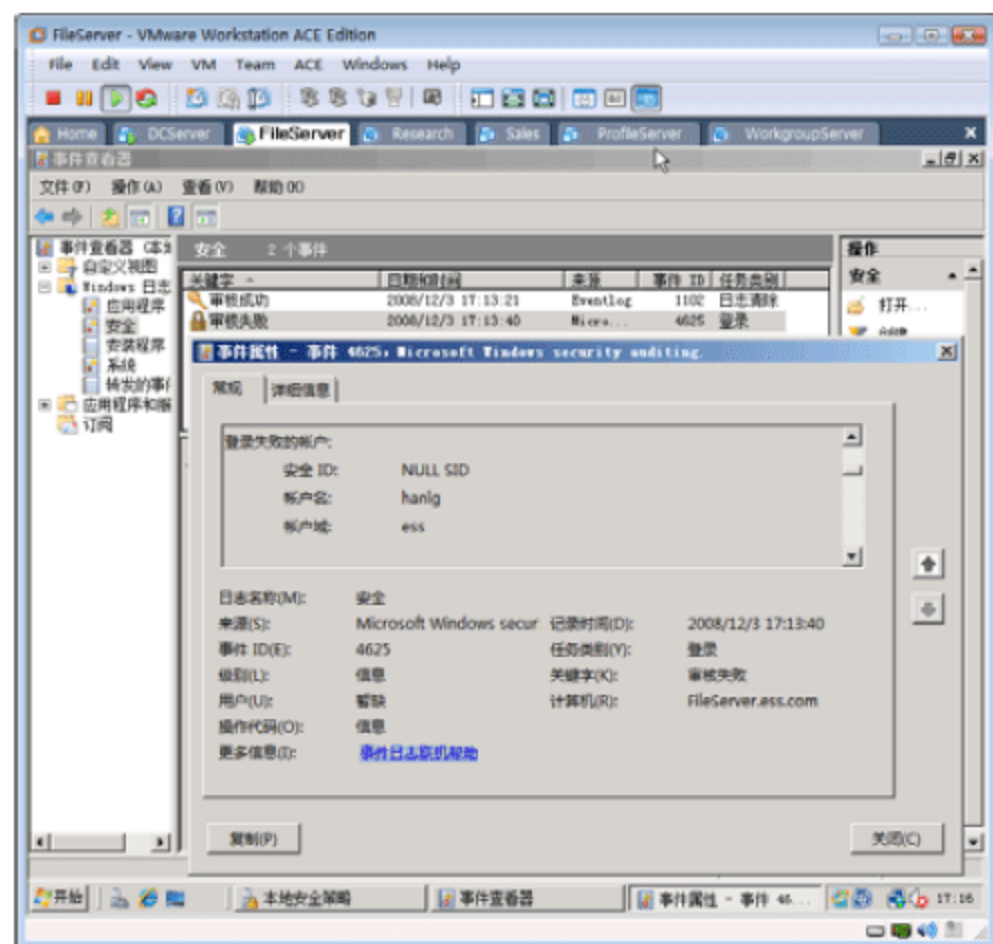 FileServer - VMware Workstation ACE Edition
File Edit View VM Team ACE Windows Help
Home DCServer FileServer Research Sales ProfileServer WorkgroupServer
事件查看器
文件(F) 操作(A) 查看(V) 帮助(H)
事件查看器 (本
自定义视图
Windows 日志
应用程序
安全
安装程序
系统
转发的事
应用程序和服
订阅
安全 2 个事件
关键字 日期和时间 来源 事件 ID 任务类别
审核成功 2008/12/3 17:13:21 Eventlog 1102 日志清除
审核失败 2008/12/3 17:13:40 Micro... 4625 登录
操作
安全
打开...
事件属性 - 事件 4625, Microsoft Windows security auditing.
常规 详细信息
登录失败的帐户:
安全 ID: NULL SID
帐户名: hanlg
帐户域: ess
日志名称(M): 安全
来源(S): Microsoft Windows secur 记录时间(D): 2008/12/3 17:13:40
事件 ID(E): 4625 任务类别(Y): 登录
级别(L): 信息 关键字(K): 审核失败
用户(U): 暂缺 计算机(R): FileServer.ess.com
操作代码(O): 信息
更多信息(I): 事件日志联机帮助
复制(P) 关闭(C)
开始 本地安全策略 事件查看器 事件属性 - 事件 46... 17:16